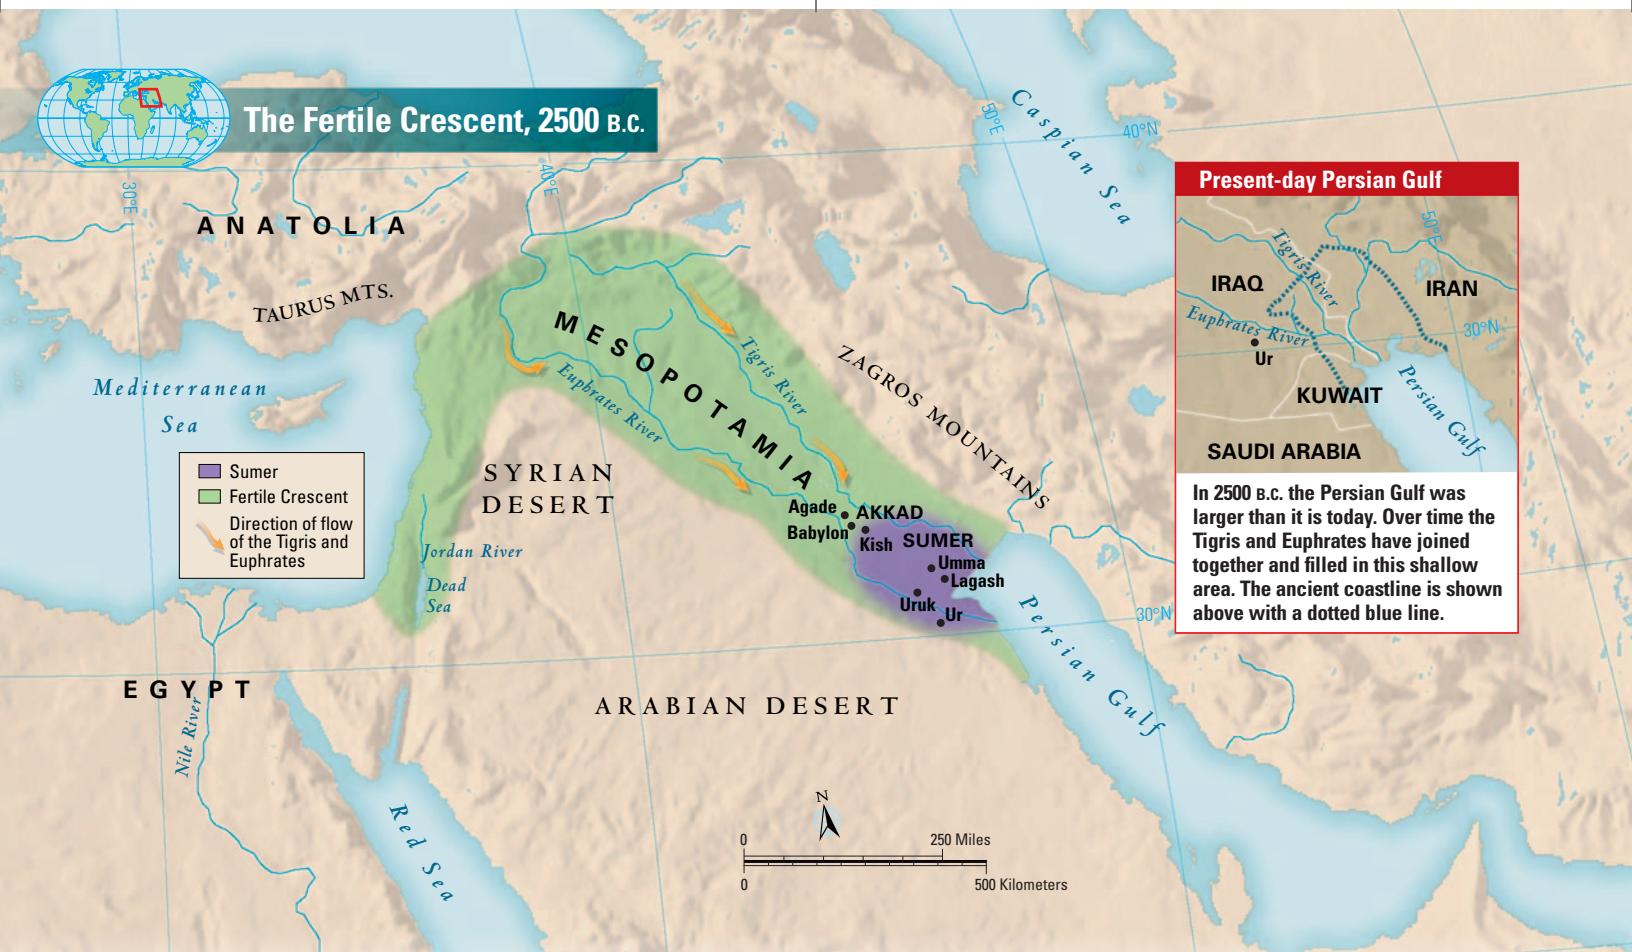 The Fertile Crescent, 2500 B.C.
30°E
40°E
50°E
40°N
30°N
Caspian Sea
ANATOLIA
TAURUS MTS.
Mediterranean
Sea
MESOPOTAMIA
Tigris River
Euphrates River
ZAGROS MOUNTAINS
SYRIAN
DESERT
Sumer
Fertile Crescent
Direction of flow
of the Tigris and
Euphrates
Agade
AKKAD
Babylon
Kish
SUMER
Umma
Lagash
Uruk
Ur
Jordan River
Dead
Sea
Persian Gulf
EGYPT
Nile River
ARABIAN DESERT
Red Sea
N
0
250 Miles
0
500 Kilometers
Present-day Persian Gulf
50°E
Tigris River
IRAQ
IRAN
Euphrates River
30°N
Ur
KUWAIT
Persian Gulf
SAUDI ARABIA
In 2500 B.C. the Persian Gulf was
larger than it is today. Over time the
Tigris and Euphrates have joined
together and filled in this shallow
area. The ancient coastline is shown
above with a dotted blue line.